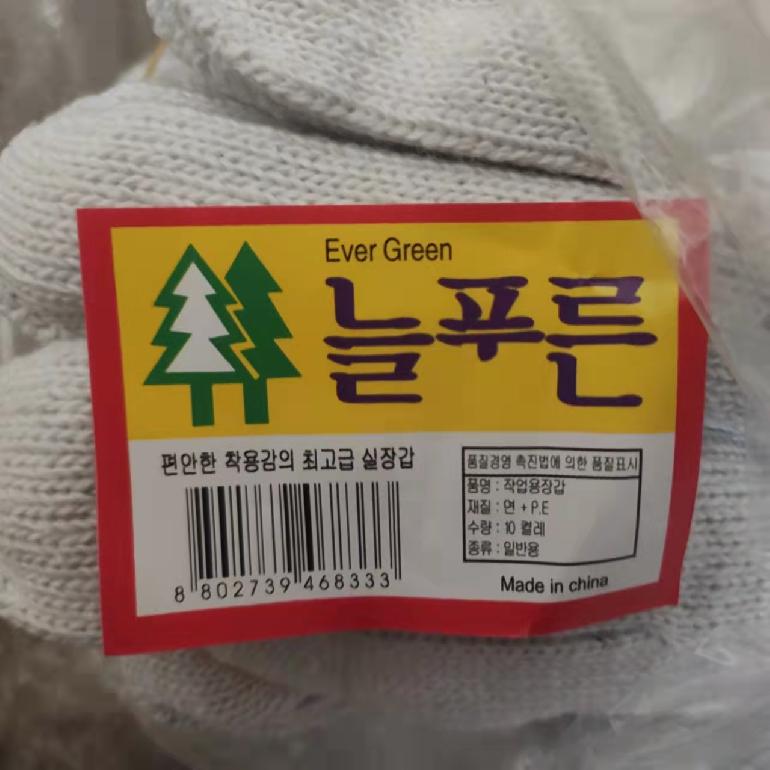 Ever Green
늘푸른
편안한 착용감의 최고급 실장갑
8 802739 468333
품질경영 촉진법에 의한 품질표시
품명 : 작업용장갑
재질 : 면 + P.E
수량 : 10 켤레
종류 : 일반용
Made in china